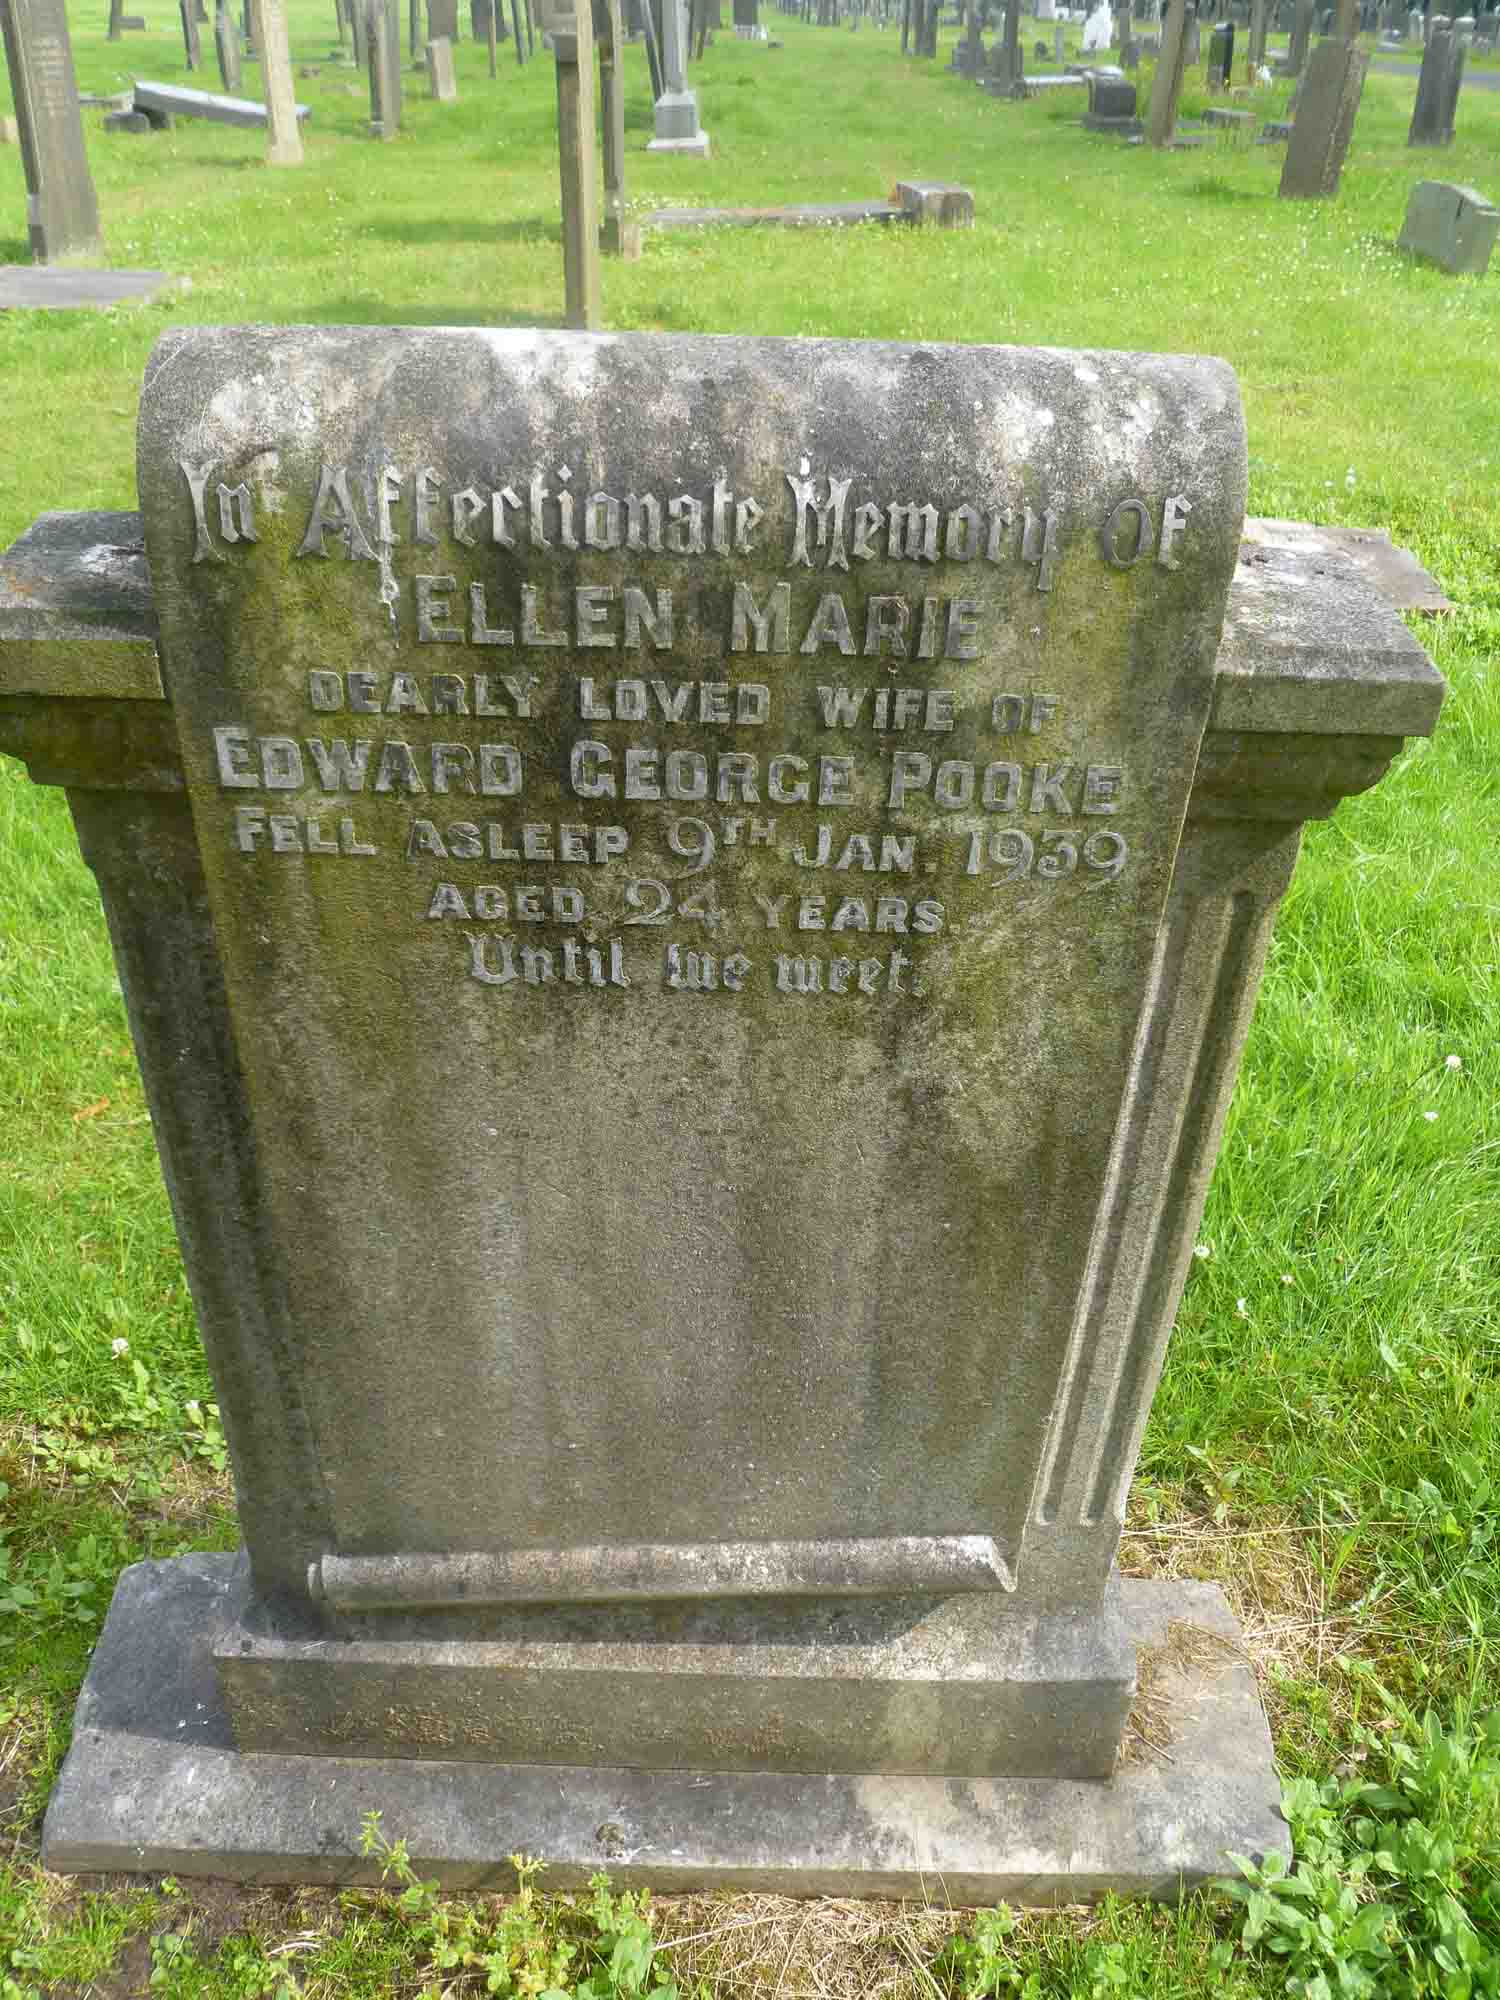 In Affectionate Memory Of
ELLEN MARIE
DEARLY LOVED WIFE OF
EDWARD GEORGE POOKE
FELL ASLEEP 9TH JAN. 1939
AGED 24 YEARS.
Until we meet.